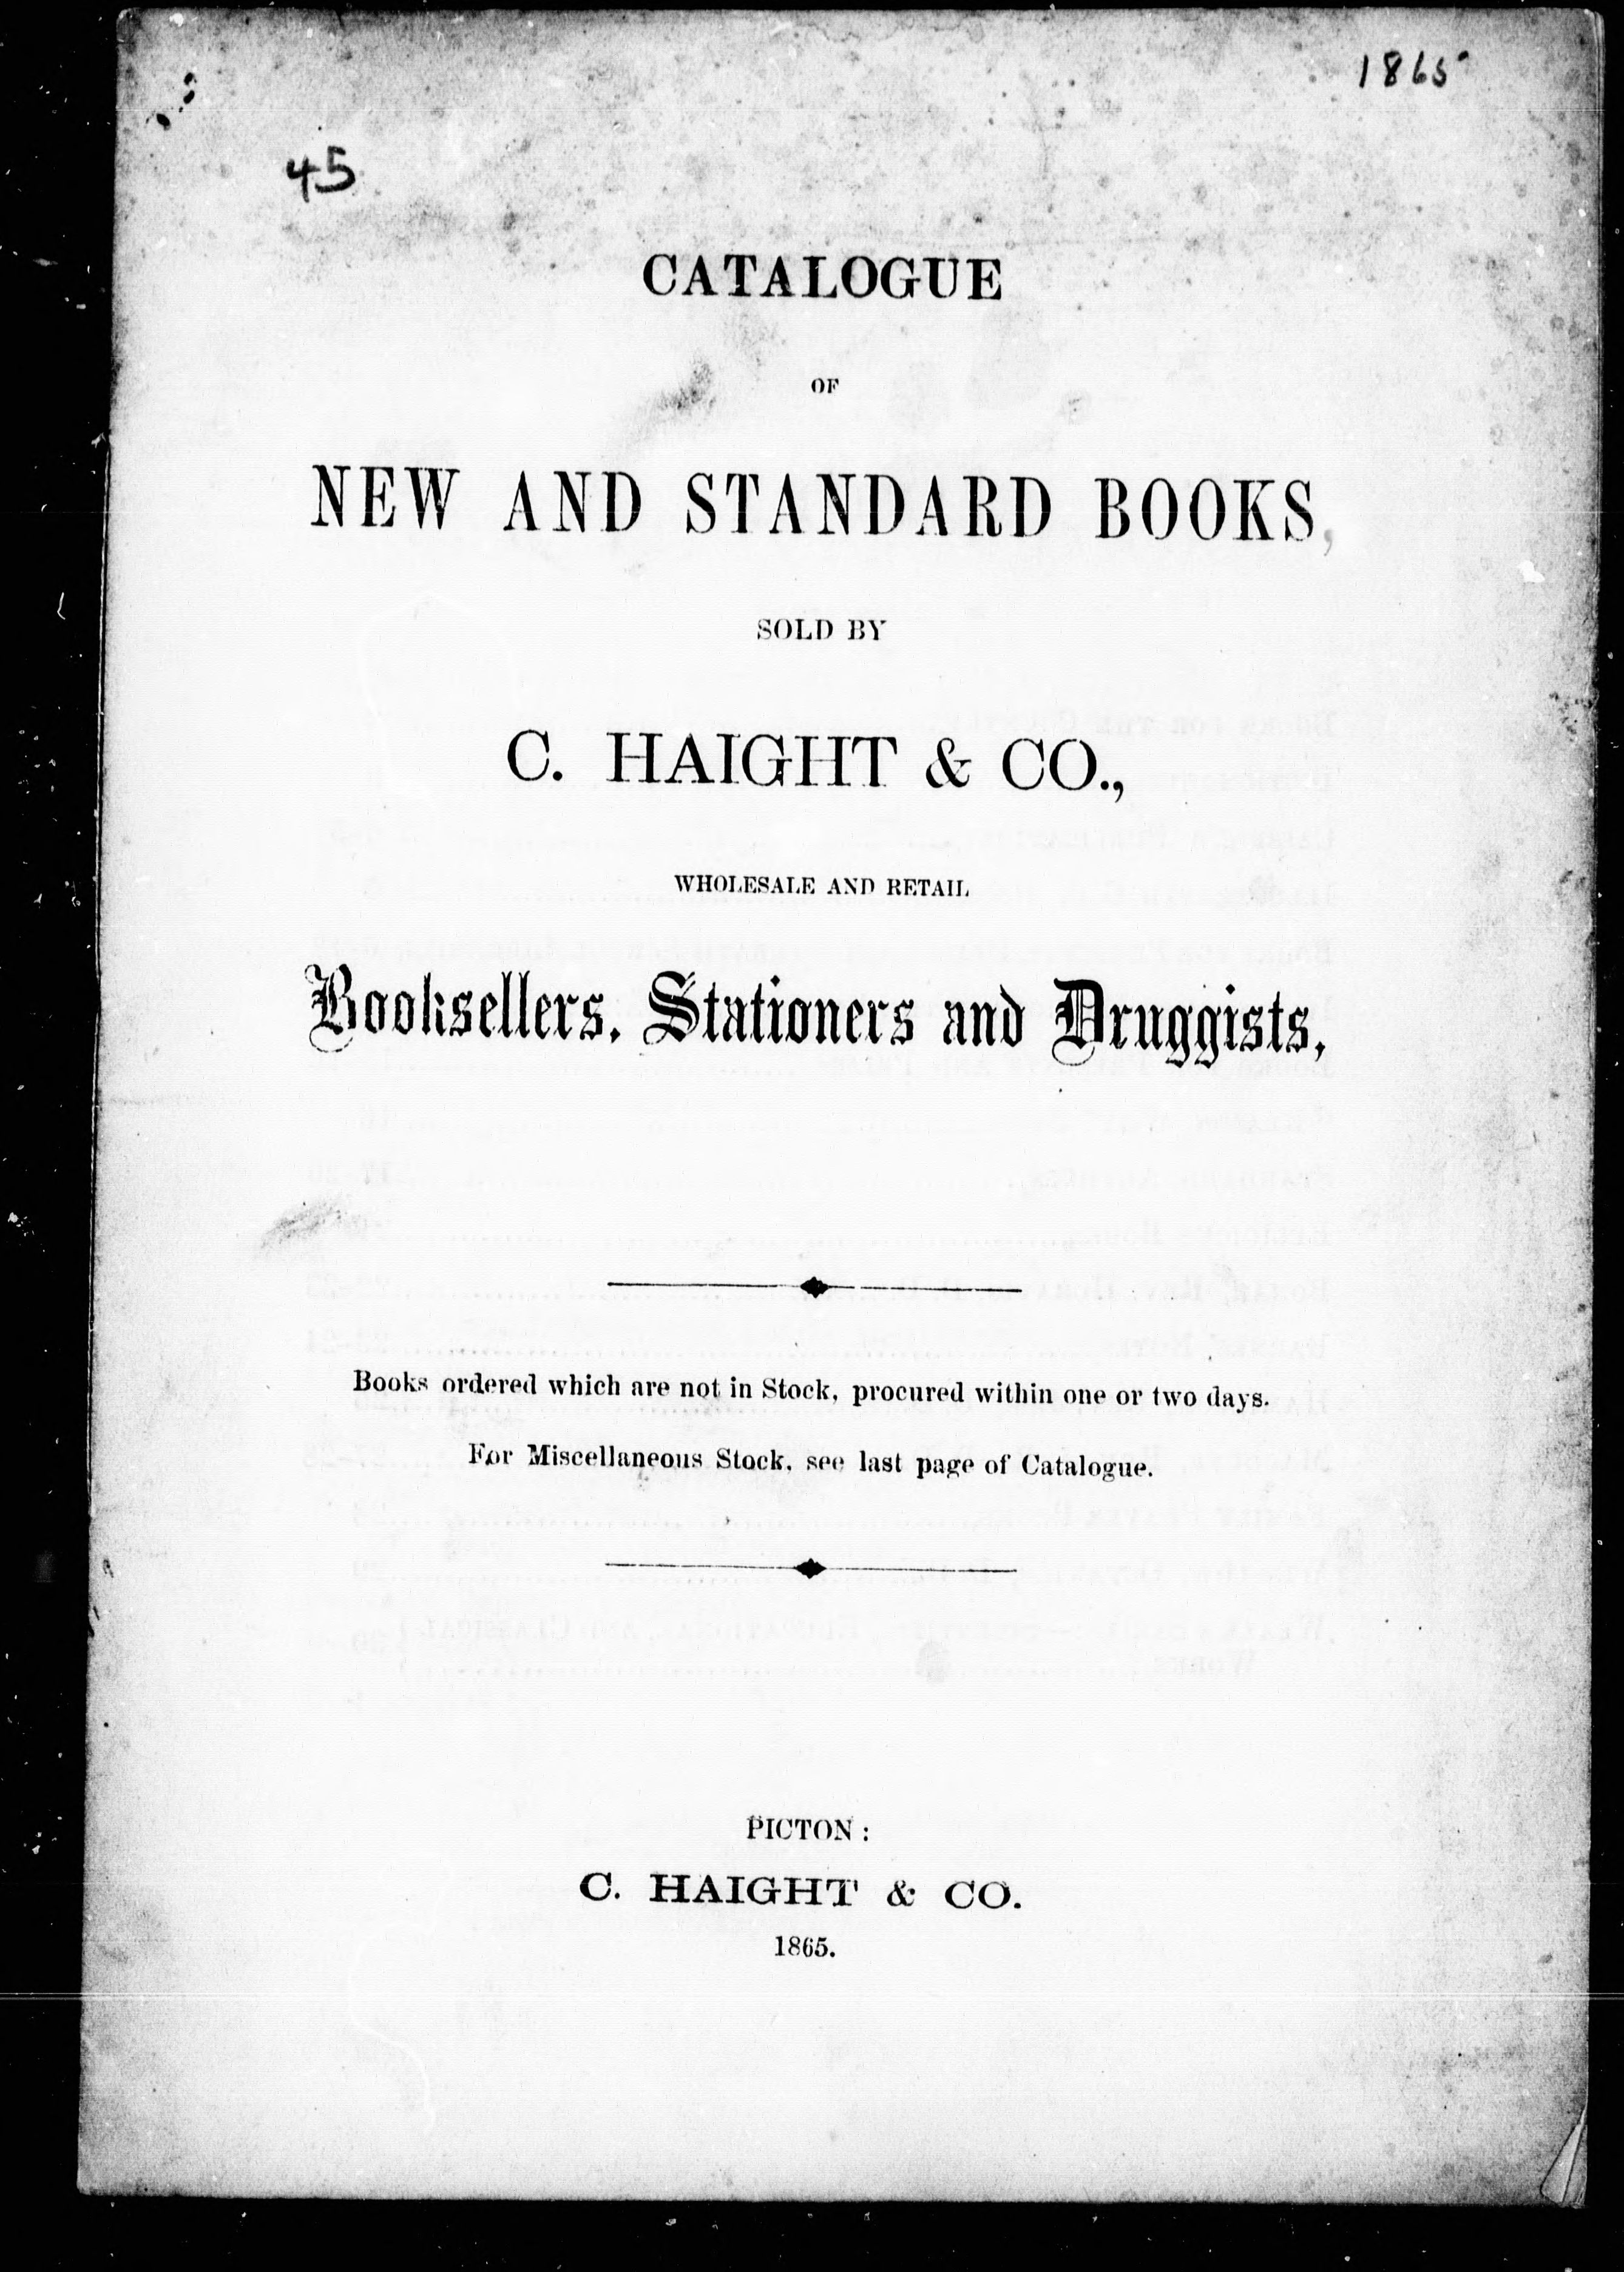 1865
45
CATALOGUE
OF
NEW AND STANDARD BOOKS,
SOLD BY
C. HAIGHT & CO.,
WHOLESALE AND RETAIL
Booksellers, Stationers and Druggists,
Books ordered which are not in Stock, procured within one or two days.
For Miscellaneous Stock, see last page of Catalogue.
PICTON:
C. HAIGHT & CO.
1865.